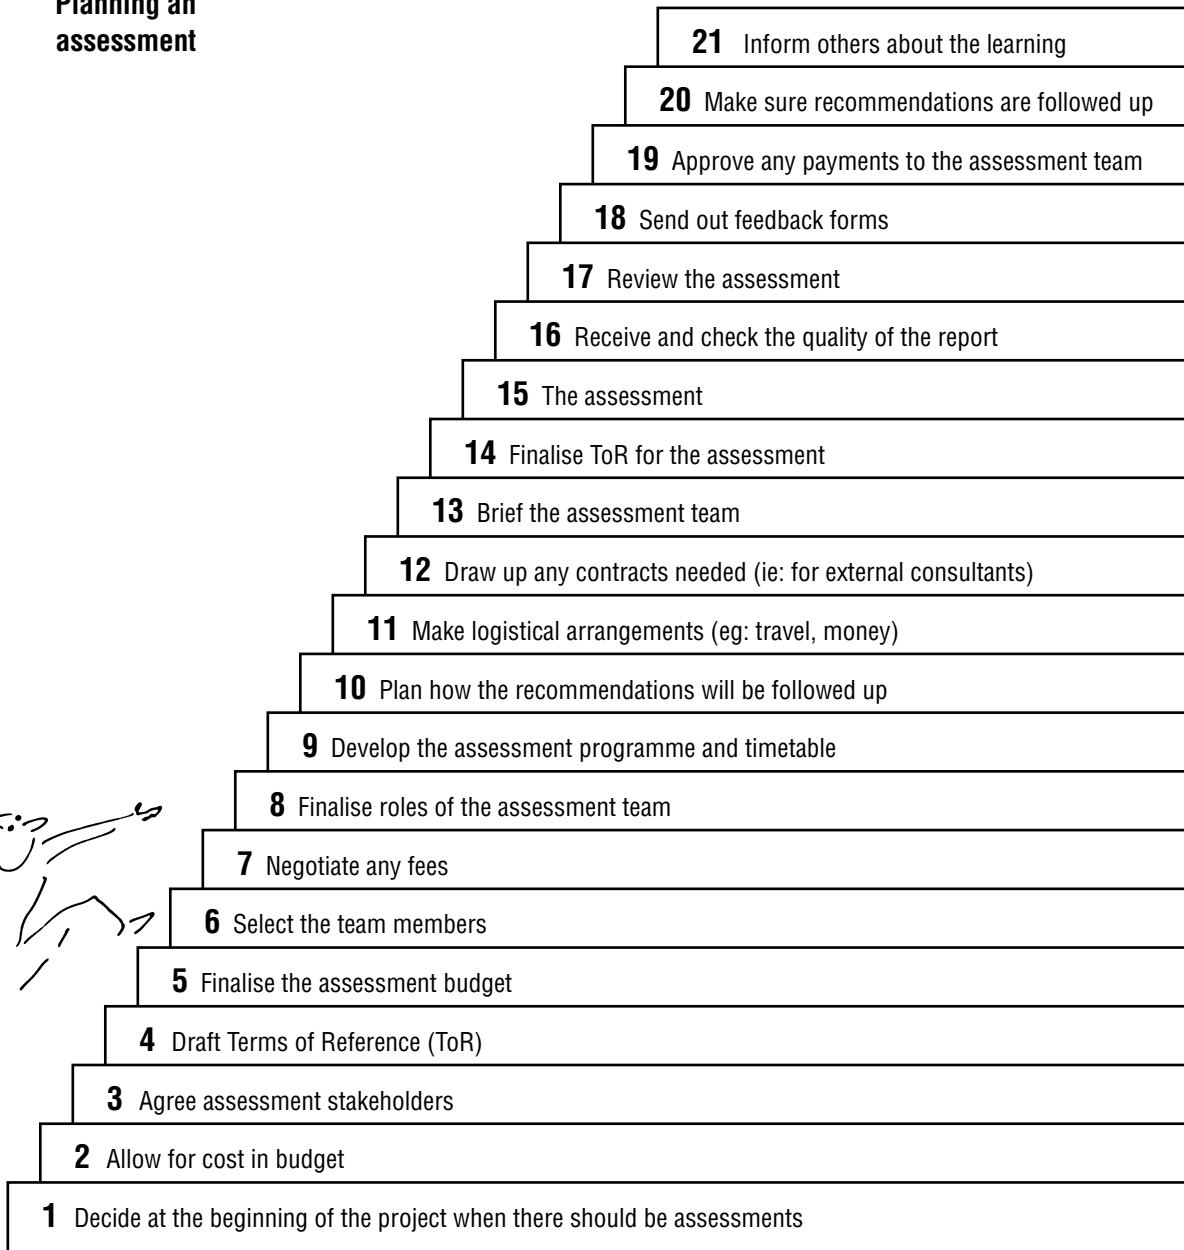 Planning an
assessment
21 Inform others about the learning
20 Make sure recommendations are followed up
19 Approve any payments to the assessment team
18 Send out feedback forms
17 Review the assessment
16 Receive and check the quality of the report
15 The assessment
14 Finalise ToR for the assessment
13 Brief the assessment team
12 Draw up any contracts needed (ie: for external consultants)
11 Make logistical arrangements (eg: travel, money)
10 Plan how the recommendations will be followed up
9 Develop the assessment programme and timetable
8 Finalise roles of the assessment team
7 Negotiate any fees
6 Select the team members
5 Finalise the assessment budget
4 Draft Terms of Reference (ToR)
3 Agree assessment stakeholders
2 Allow for cost in budget
1 Decide at the beginning of the project when there should be assessments